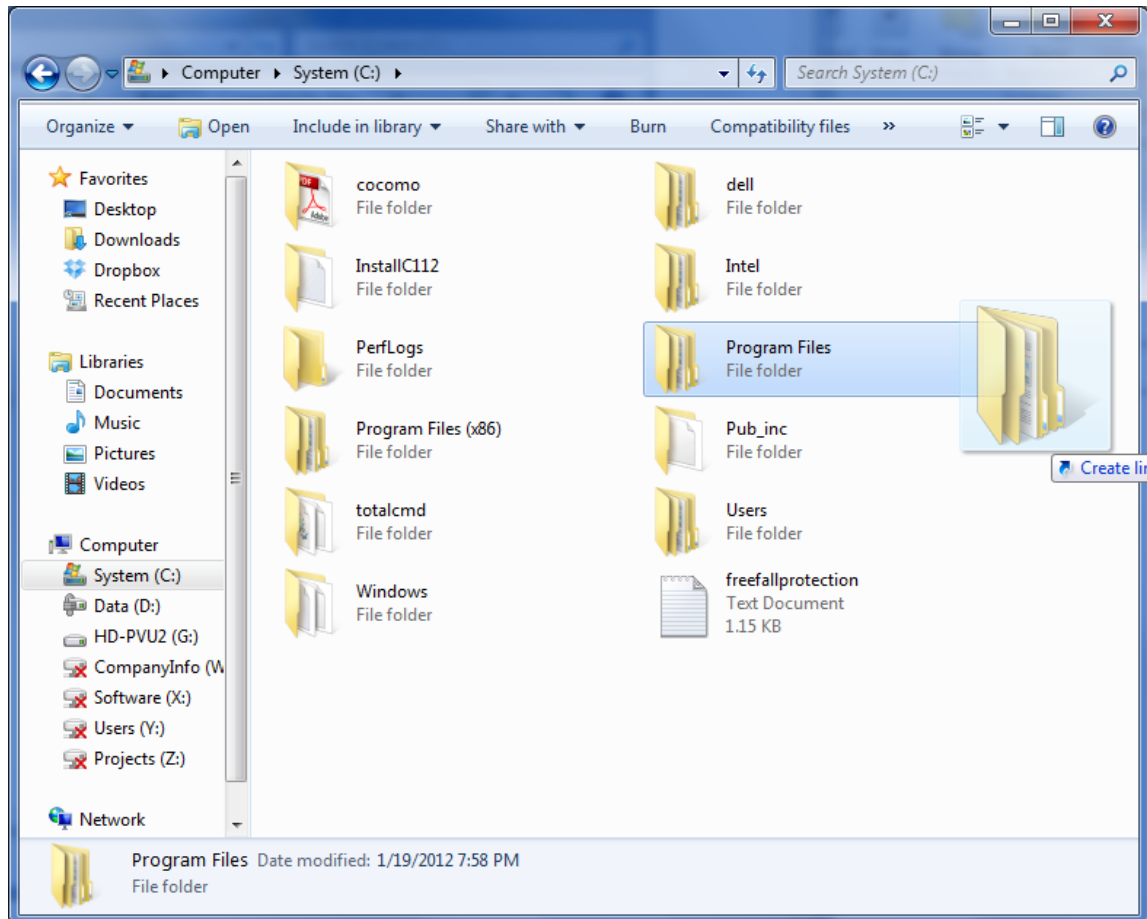 Computer ▸ System (C:) ▸
Search System (C:)
Organize Open Include in library Share with Burn Compatibility files »
Favorites
Desktop
Downloads
Dropbox
Recent Places
Libraries
Documents
Music
Pictures
Videos
Computer
System (C:)
Data (D:)
HD-PVU2 (G:)
CompanyInfo (W
Software (X:)
Users (Y:)
Projects (Z:)
Network
cocomo
File folder
dell
File folder
InstallC112
File folder
Intel
File folder
PerfLogs
File folder
Program Files
File folder
Program Files (x86)
File folder
Pub_inc
File folder
totalcmd
File folder
Users
File folder
Windows
File folder
freefallprotection
Text Document
1.15 KB
Create lin
Program Files Date modified: 1/19/2012 7:58 PM
File folder